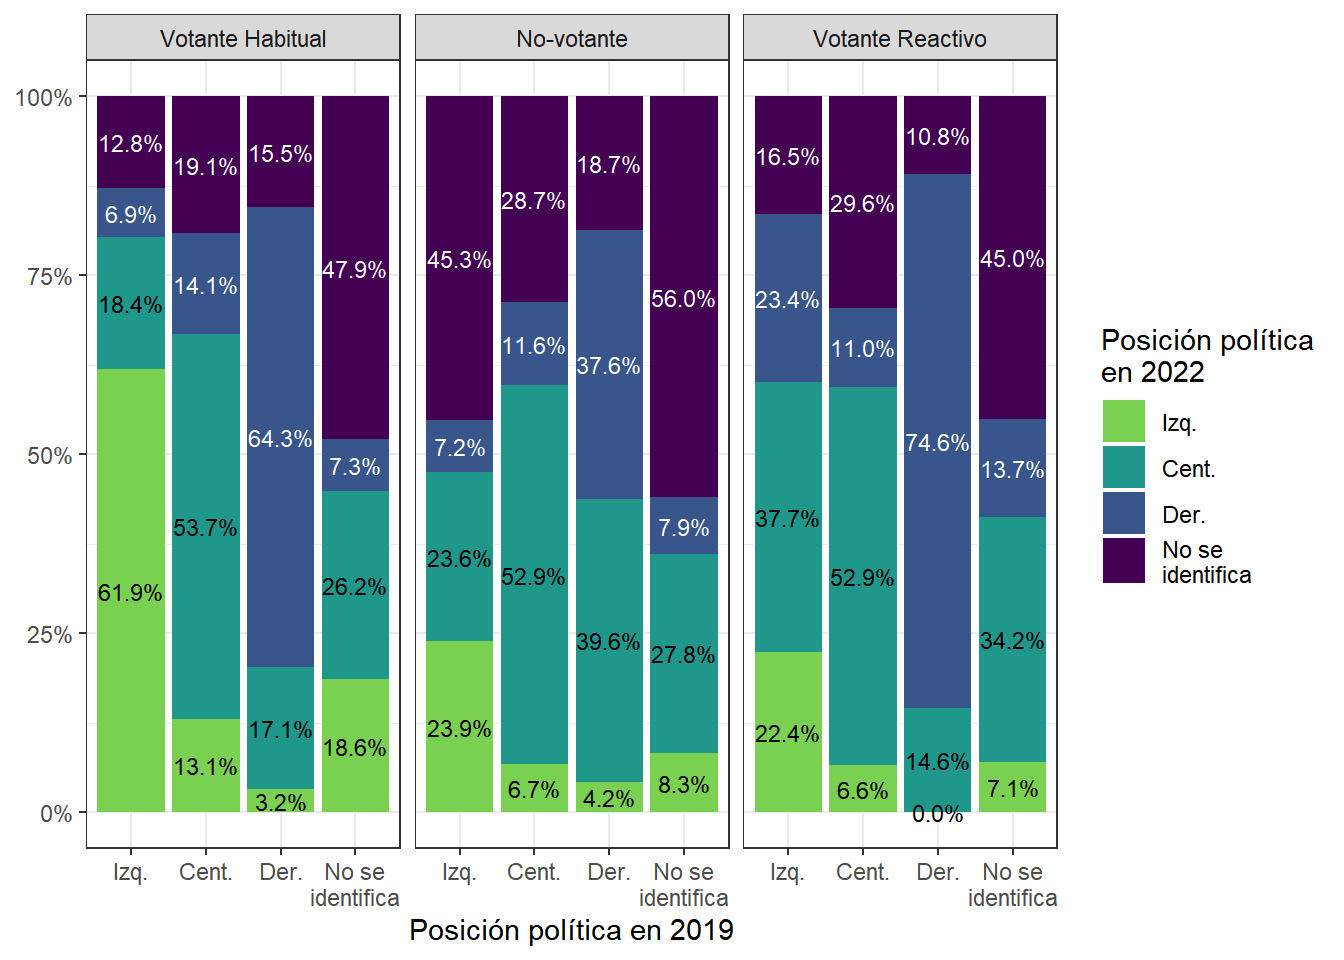 Votante Habitual
No-votante
Votante Reactivo
100%
75%
50%
25%
0%
12.8%
6.9%
18.4%
61.9%
19.1%
14.1%
53.7%
13.1%
15.5%
64.3%
17.1%
3.2%
47.9%
7.3%
26.2%
18.6%
45.3%
7.2%
23.6%
23.9%
28.7%
11.6%
52.9%
6.7%
18.7%
37.6%
39.6%
4.2%
56.0%
7.9%
27.8%
8.3%
16.5%
23.4%
37.7%
22.4%
29.6%
11.0%
52.9%
6.6%
10.8%
74.6%
14.6%
0.0%
45.0%
13.7%
34.2%
7.1%
Izq.
Cent.
Der.
No se
identifica
Izq.
Cent.
Der.
No se
identifica
Izq.
Cent.
Der.
No se
identifica
Posición política en 2019
Posición política
en 2022
Izq.
Cent.
Der.
No se
identifica